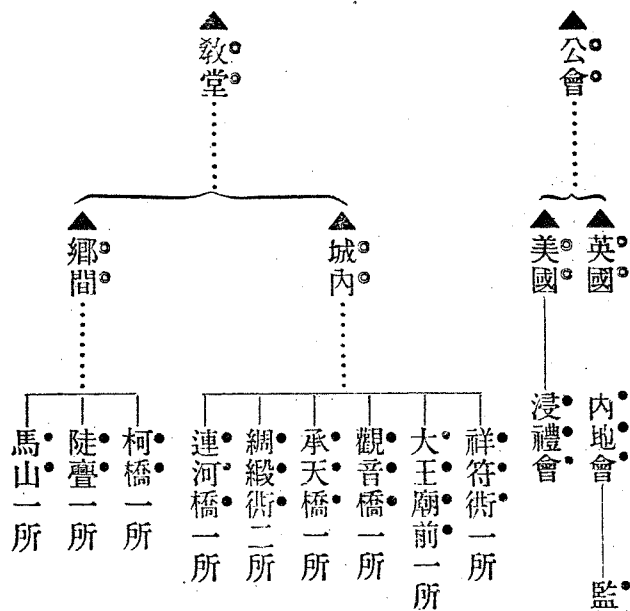 公會
英國
內地會
監
美國
浸禮會
敎堂
城內
祥符衖一所
大王廟前一所
觀音橋一所
承天橋一所
綢緞衖二所
連河橋一所
鄉間
柯橋一所
陡亹一所
馬山一所